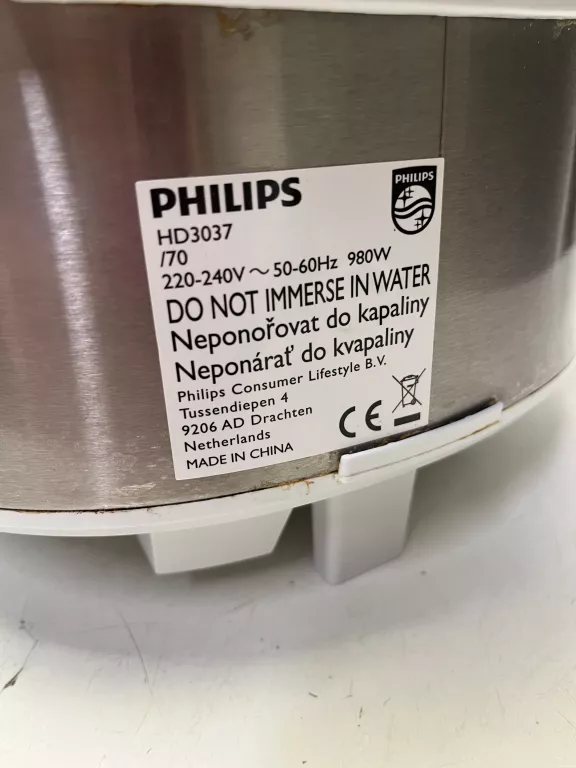 PHILIPS
PHILIPS
HD3037
/70
220-240V ~ 50-60Hz 980W
DO NOT IMMERSE IN WATER
Neponořovat do kapaliny
Neponárať do kvapaliny
Philips Consumer Lifestyle B.V.
Tussendiepen 4
9206 AD Drachten
Netherlands
MADE IN CHINA
CE